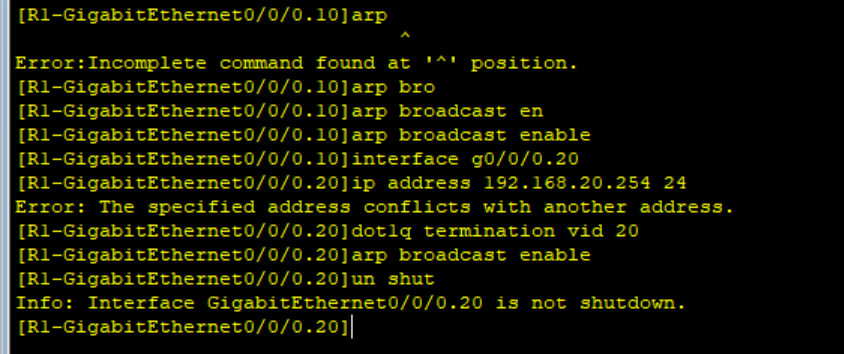 [R1-GigabitEthernet0/0/0.10]arp
^
Error:Incomplete command found at '^' position.
[R1-GigabitEthernet0/0/0.10]arp bro
[R1-GigabitEthernet0/0/0.10]arp broadcast en
[R1-GigabitEthernet0/0/0.10]arp broadcast enable
[R1-GigabitEthernet0/0/0.10]interface g0/0/0.20
[R1-GigabitEthernet0/0/0.20]ip address 192.168.20.254 24
Error: The specified address conflicts with another address.
[R1-GigabitEthernet0/0/0.20]dot1q termination vid 20
[R1-GigabitEthernet0/0/0.20]arp broadcast enable
[R1-GigabitEthernet0/0/0.20]un shut
Info: Interface GigabitEthernet0/0/0.20 is not shutdown.
[R1-GigabitEthernet0/0/0.20]